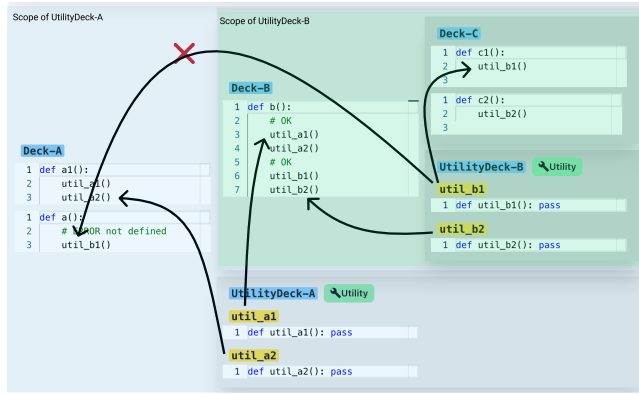 Scope of UtilityDeck-A
Scope of UtilityDeck-B
Deck-C
1 def c1():
2 util_b1()
3
1 def c2():
2 util_b2()
3
Deck-B
1 def b():
2 # OK
3 util_a1()
4 util_a2()
5 # OK
6 util_b1()
7 util_b2()
Deck-A
1 def a1():
2 util_a1()
3 util_a2()
1 def a():
2 # ERROR not defined
3 util_b1()
UtilityDeck-B Utility
util_b1
1 def util_b1(): pass
util_b2
1 def util_b2(): pass
UtilityDeck-A Utility
util_a1
1 def util_a1(): pass
util_a2
1 def util_a2(): pass